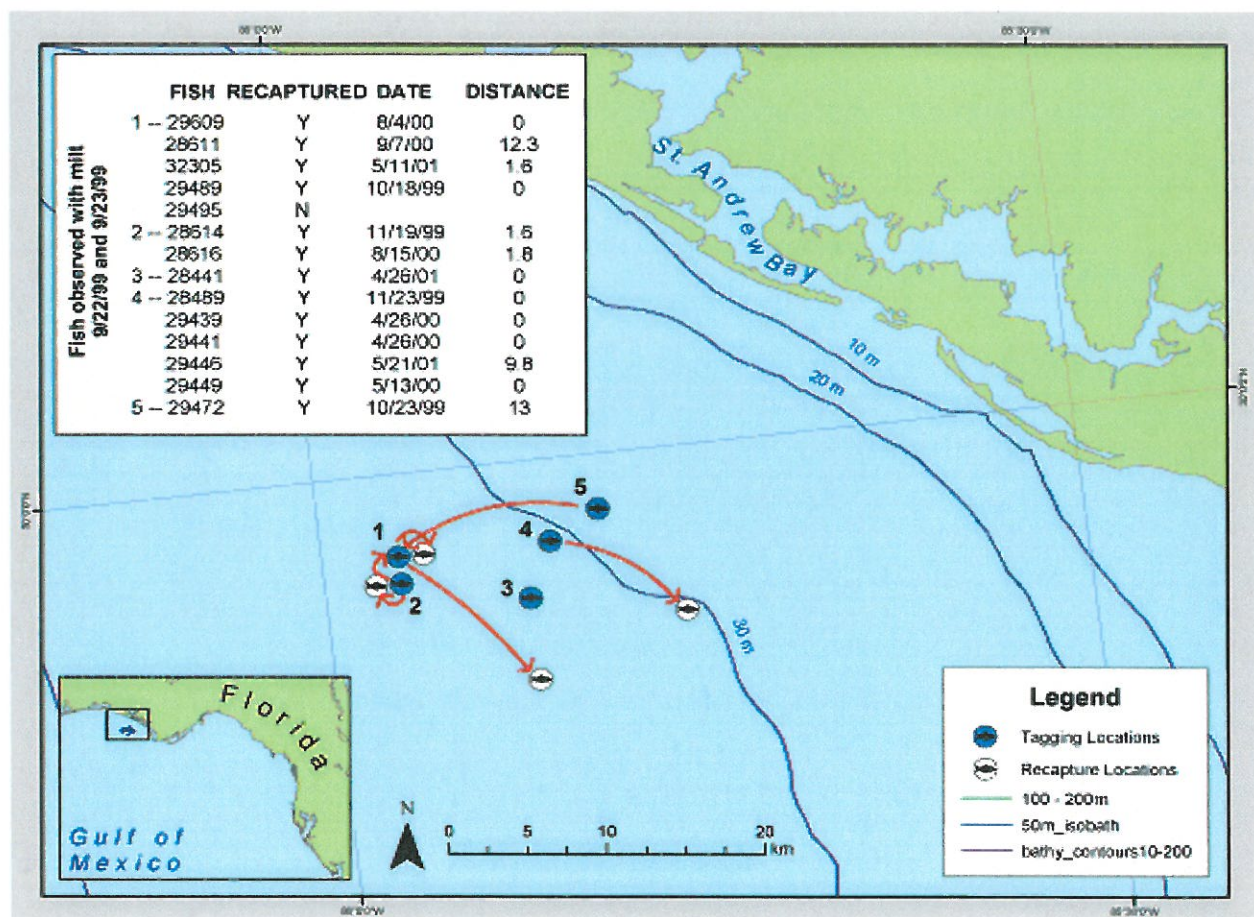 FISH RECAPTURED DATE DISTANCE
Fish observed with milt
9/22/99 and 9/23/99
1 -- 29609 Y 8/4/00 0
28611 Y 9/7/00 12.3
32305 Y 5/11/01 1.6
29489 Y 10/18/99 0
29495 N
2 -- 28614 Y 11/19/99 1.6
28616 Y 8/15/00 1.8
3 -- 28441 Y 4/26/01 0
4 -- 28489 Y 11/23/99 0
29439 Y 4/26/00 0
29441 Y 4/26/00 0
29446 Y 5/21/01 9.8
29449 Y 5/13/00 0
5 -- 29472 Y 10/23/99 13
St. Andrew Bay
10 m
20 m
30 m
5
4
1
3
2
Florida
Gulf of
Mexico
N
0 5 10 20
km
Legend
Tagging Locations
Recapture Locations
100 - 200m
50m_isobath
bathy_contours10-200